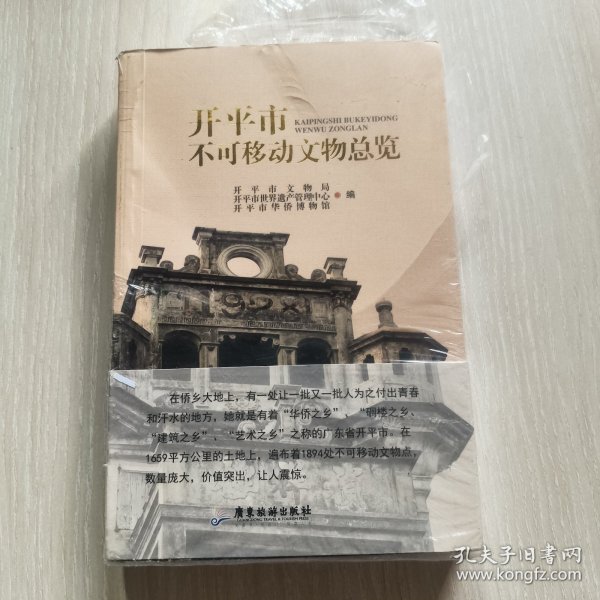 开平市
KAIPINGSHI BUKEYIDONG
WENWU ZONGLAN
不可移动文物总览
开平市文物局
开平市世界遗产管理中心 编
开平市华侨博物馆
1928
在侨乡大地上，有一处让一批又一批人为之付出青春
和汗水的地方，她就是有着“华侨之乡”、“碉楼之乡、
“建筑之乡”、“艺术之乡”之称的广东省开平市。在
1659平方公里的土地上，遍布着1894处不可移动文物点，
数量庞大，价值突出，让人震惊。
广东旅游出版社
GUANGDONG TRAVEL & TOURISM PRESS
孔夫子旧书网
www.kongfz.com